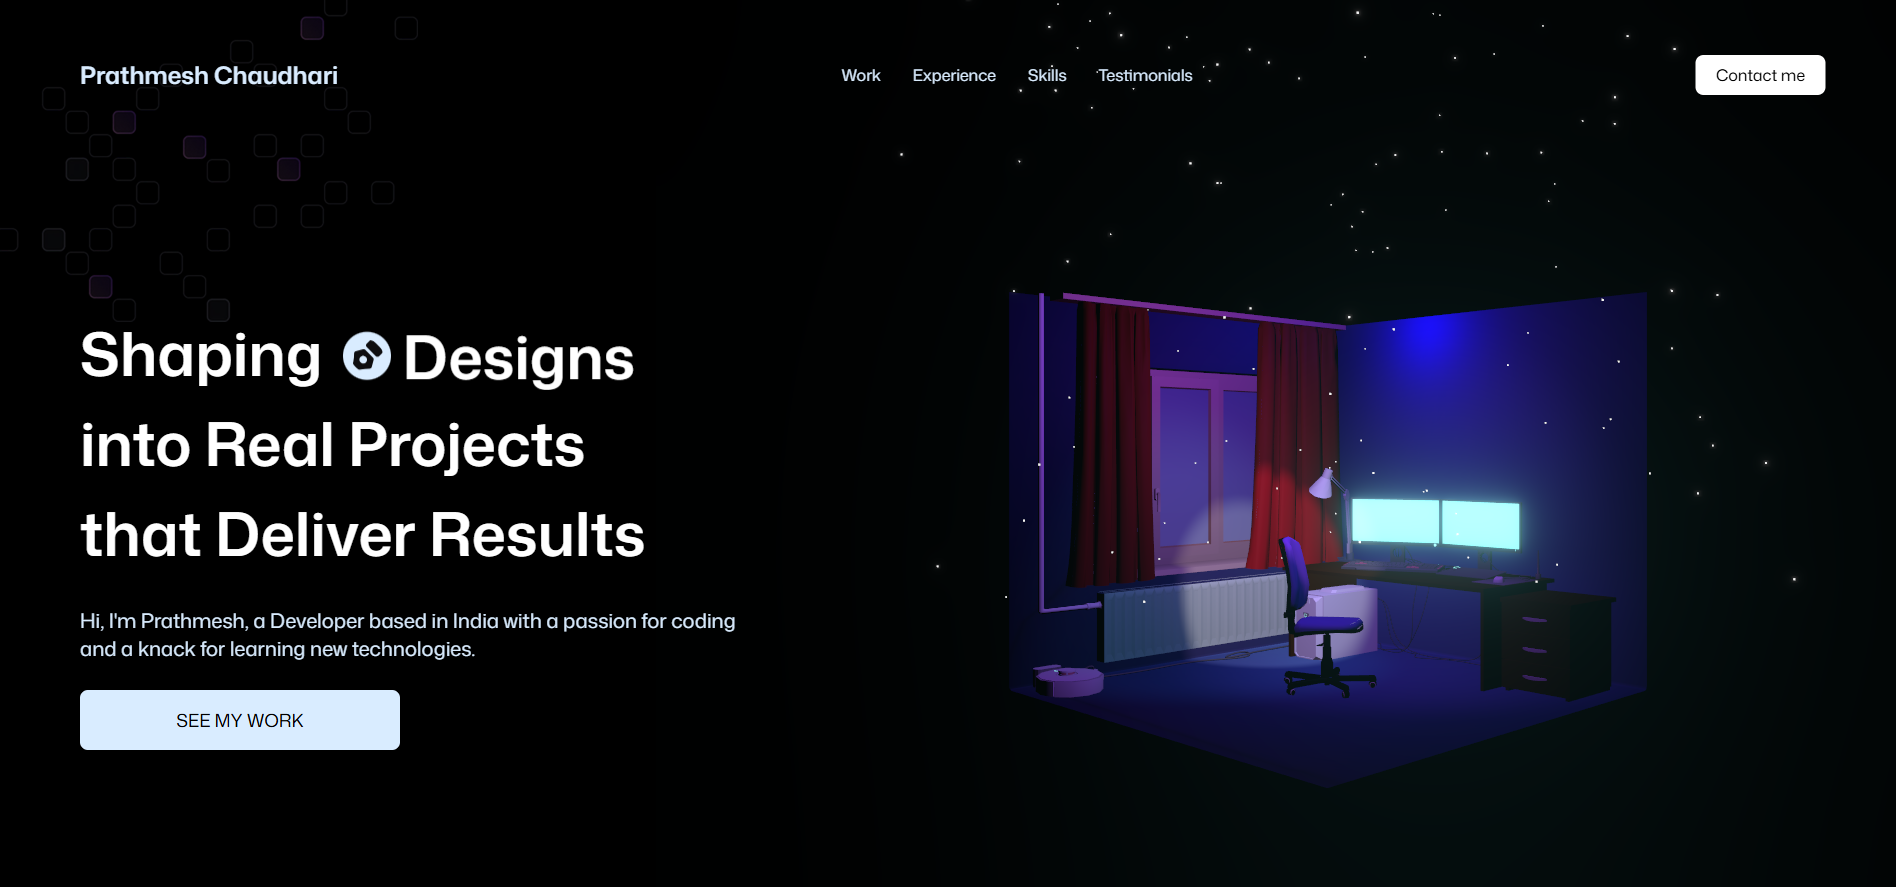 Prathmesh Chaudhari
Work Experience Skills Testimonials
Contact me
Shaping Designs
into Real Projects
that Deliver Results
Hi, I'm Prathmesh, a Developer based in India with a passion for coding
and a knack for learning new technologies.
SEE MY WORK